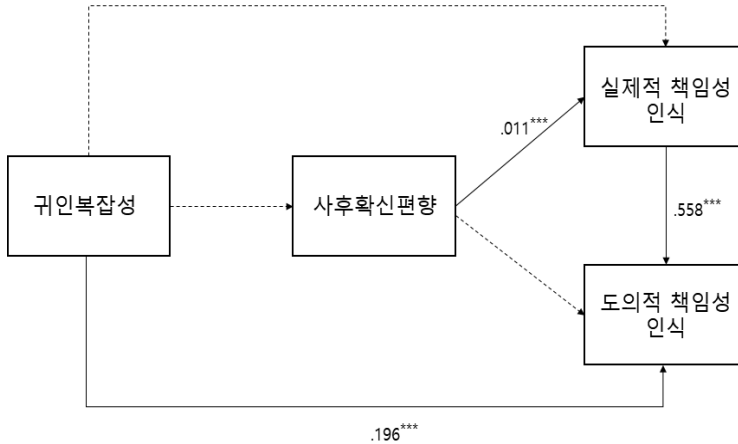 실제적 책임성
인식
.011***
귀인복잡성
사후확신편향
.558***
도의적 책임성
인식
.196***